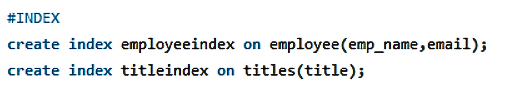 #INDEX
create index employeeindex on employee(emp_name,email);
create index titleindex on titles(title);